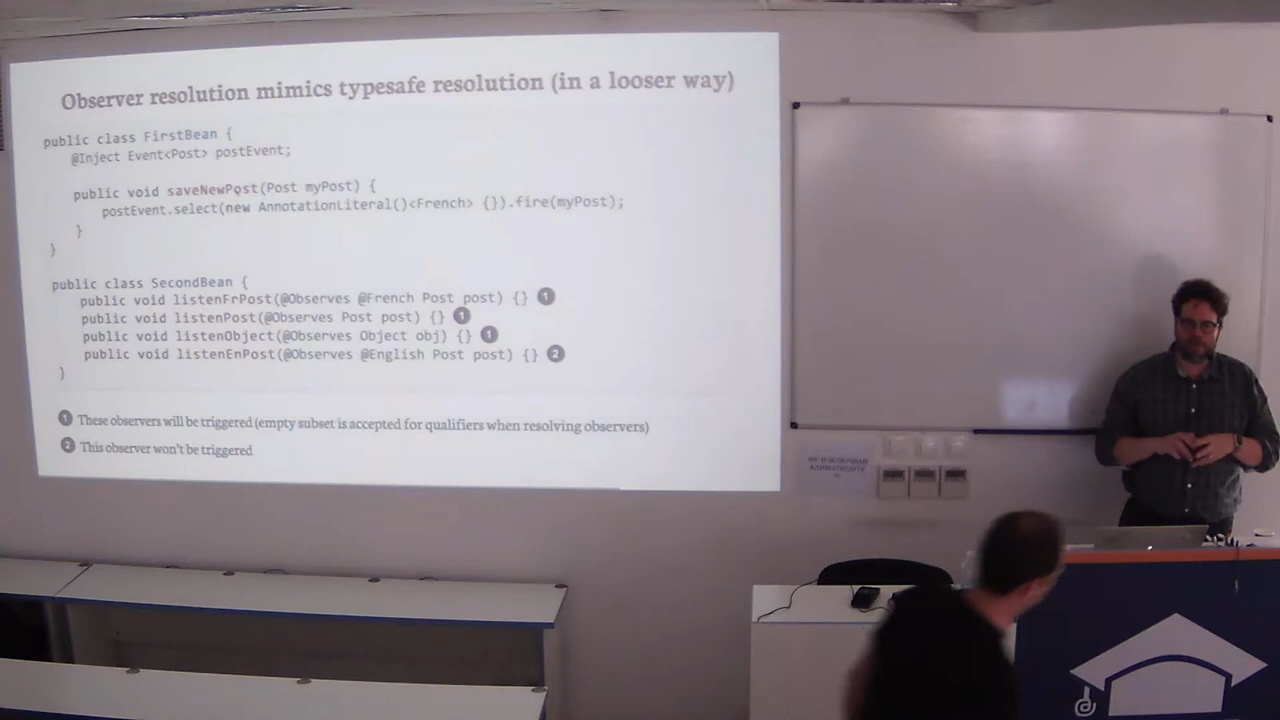 Observer resolution mimics typesafe resolution (in a looser way)
public class FirstBean {
@Inject Event<Post> postEvent;
public void saveNewPost(Post myPost) {
postEvent.select(new AnnotationLiteral()<French> {}).fire(myPost);
}
}
public class SecondBean {
public void listenFrPost(@Observes @French Post post) {} 1
public void listenPost(@Observes Post post) {} 1
public void listenObject(@Observes Object obj) {} 1
public void listenEnPost(@Observes @English Post post) {} 2
}
1 These observers will be triggered (empty subset is accepted for qualifiers when resolving observers)
2 This observer won't be triggered
НЕ ИЗКЛЮЧВАЙ
КЛИМАТИЦИТЕ